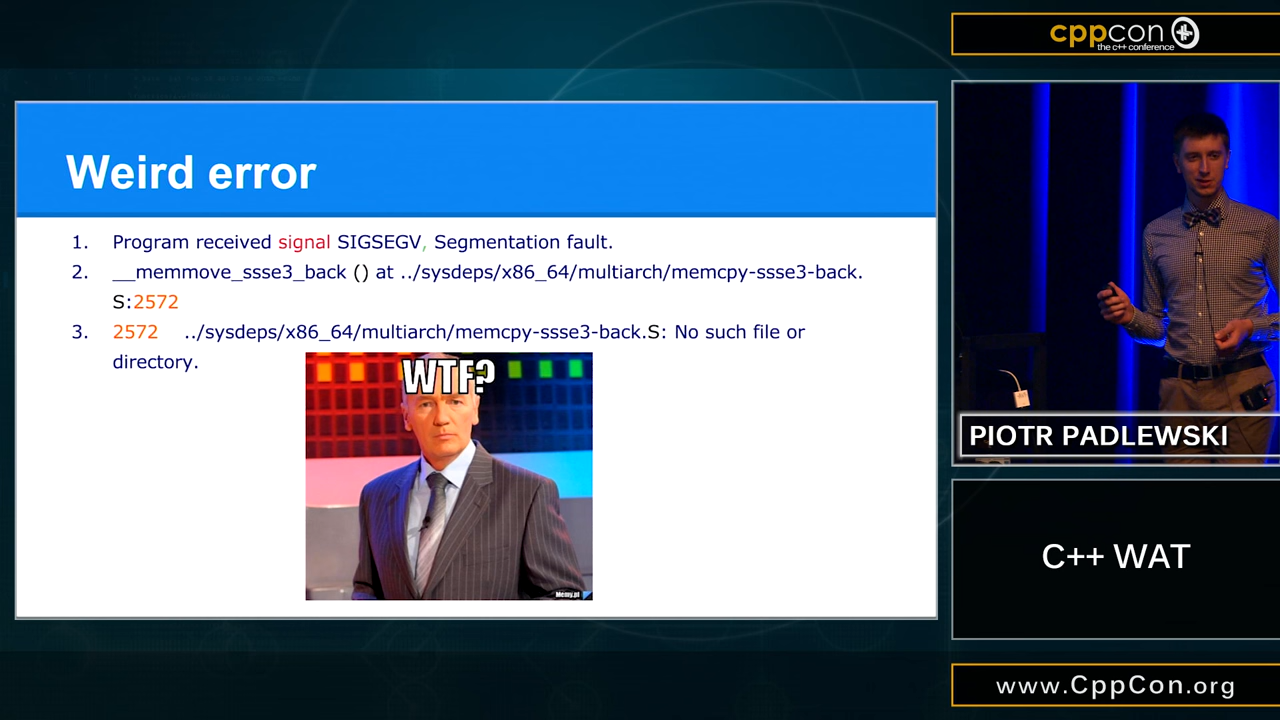 cppcon
the c++ conference
Weird error
1. Program received signal SIGSEGV, Segmentation fault.
2. __memmove_ssse3_back () at ../sysdeps/x86_64/multiarch/memcpy-ssse3-back.
S:2572
3. 2572 ../sysdeps/x86_64/multiarch/memcpy-ssse3-back.S: No such file or
directory.
WTF?
Memy.pl
PIOTR PADLEWSKI
C++ WAT
www.CppCon.org